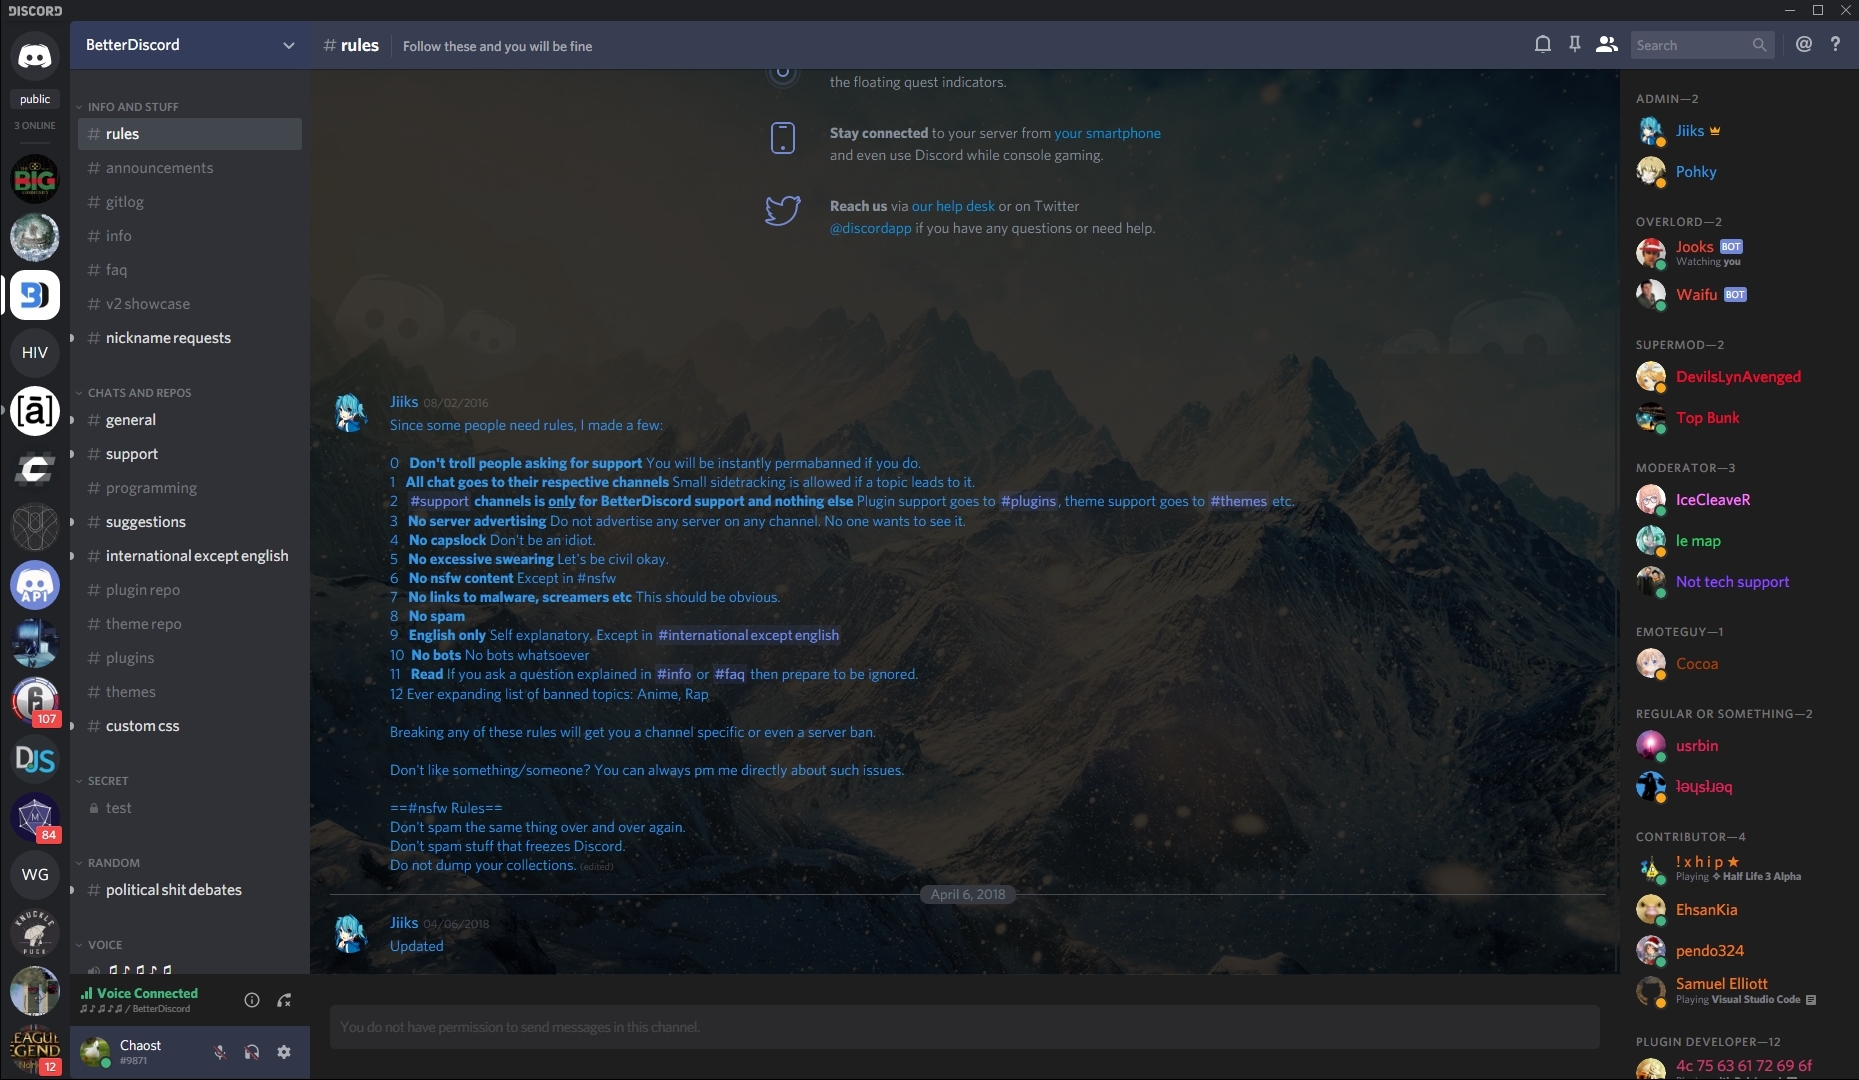 DISCORD
BetterDiscord
# rules Follow these and you will be fine
Search
@ ?
public
3 ONLINE
BIG
HIV
[ā]
API
107
DJS
M
84
WG
KNUCKLE
PUCK
EAGUE
EGEND
12
INFO AND STUFF
# rules
# announcements
# gitlog
# info
# faq
# v2 showcase
# nickname requests
CHATS AND REPOS
# general
# support
# programming
# suggestions
# international except english
# plugin repo
# theme repo
# plugins
# themes
# custom css
SECRET
test
RANDOM
# political shit debates
VOICE
♫ ♪ ♫ ♪ ♫
Voice Connected
♫ ♪ ♫ ♪ ♫ / BetterDiscord
Chaost
#9871
the floating quest indicators.
Stay connected to your server from your smartphone
and even use Discord while console gaming.
Reach us via our help desk or on Twitter
@discordapp if you have any questions or need help.
Jiiks 08/02/2016
Since some people need rules, I made a few:
0 Don't troll people asking for support You will be instantly permabanned if you do.
1 All chat goes to their respective channels Small sidetracking is allowed if a topic leads to it.
2 #support channels is only for BetterDiscord support and nothing else Plugin support goes to #plugins, theme support goes to #themes etc.
3 No server advertising Do not advertise any server on any channel. No one wants to see it.
4 No capslock Don't be an idiot.
5 No excessive swearing Let's be civil okay.
6 No nsfw content Except in #nsfw
7 No links to malware, screamers etc This should be obvious.
8 No spam
9 English only Self explanatory. Except in #international except english
10 No bots No bots whatsoever
11 Read If you ask a question explained in #info or #faq then prepare to be ignored.
12 Ever expanding list of banned topics: Anime, Rap
Breaking any of these rules will get you a channel specific or even a server ban.
Don't like something/someone? You can always pm me directly about such issues.
==#nsfw Rules==
Don't spam the same thing over and over again.
Don't spam stuff that freezes Discord.
Do not dump your collections. (edited)
April 6, 2018
Jiiks 04/06/2018
Updated
You do not have permission to send messages in this channel.
ADMIN—2
Jiiks
Pohky
OVERLORD—2
Jooks BOT
Watching you
Waifu BOT
SUPERMOD—2
DevilsLynAvenged
Top Bunk
MODERATOR—3
IceCleaveR
le map
Not tech support
EMOTEGUY—1
Cocoa
REGULAR OR SOMETHING—2
usrbin
CONTRIBUTOR—4
! x h i p ★
Playing ✧ Half Life 3 Alpha
EhsanKia
pendo324
Samuel Elliott
Playing Visual Studio Code
PLUGIN DEVELOPER—12
4c 75 63 61 72 69 6f